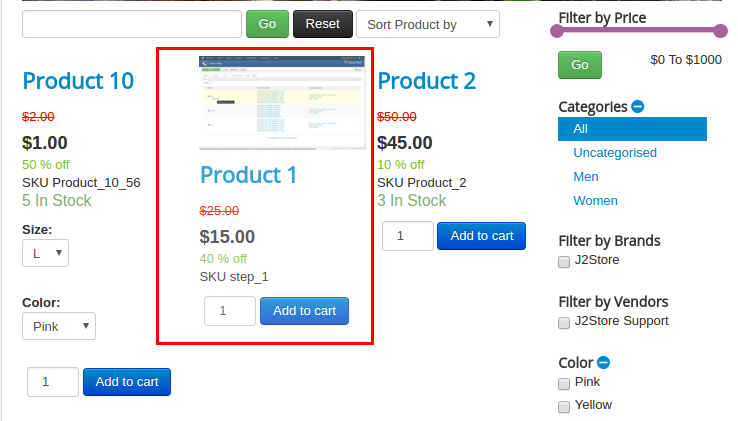 Go
Reset
Sort Product by
Product 10
$2.00
$1.00
50 % off
SKU Product_10_56
5 In Stock
Size:
L
Color:
Pink
1
Add to cart
Product 1
$25.00
$15.00
40 % off
SKU step_1
1
Add to cart
Product 2
$50.00
$45.00
10 % off
SKU Product_2
3 In Stock
1
Add to cart
Filter by Price
Go
$0 To $1000
Categories
All
Uncategorised
Men
Women
Filter by Brands
J2Store
Filter by Vendors
J2Store Support
Color
Pink
Yellow